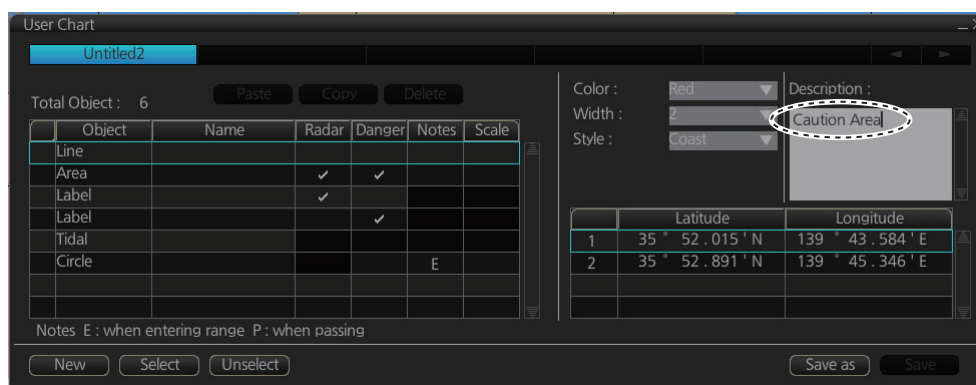 User Chart
Untitled2
Total Object : 6
Paste Copy Delete
Object Name Radar Danger Notes Scale
Line
Area ✓ ✓
Label ✓
Label ✓
Tidal
Circle E
Notes E : when entering range P : when passing
Color : Red
Width : 2
Style : Coast
Description :
Caution Area
Latitude Longitude
1 35 ° 52 . 015 ' N 139 ° 43 . 584 ' E
2 35 ° 52 . 891 ' N 139 ° 45 . 346 ' E
New Select Unselect Save as Save